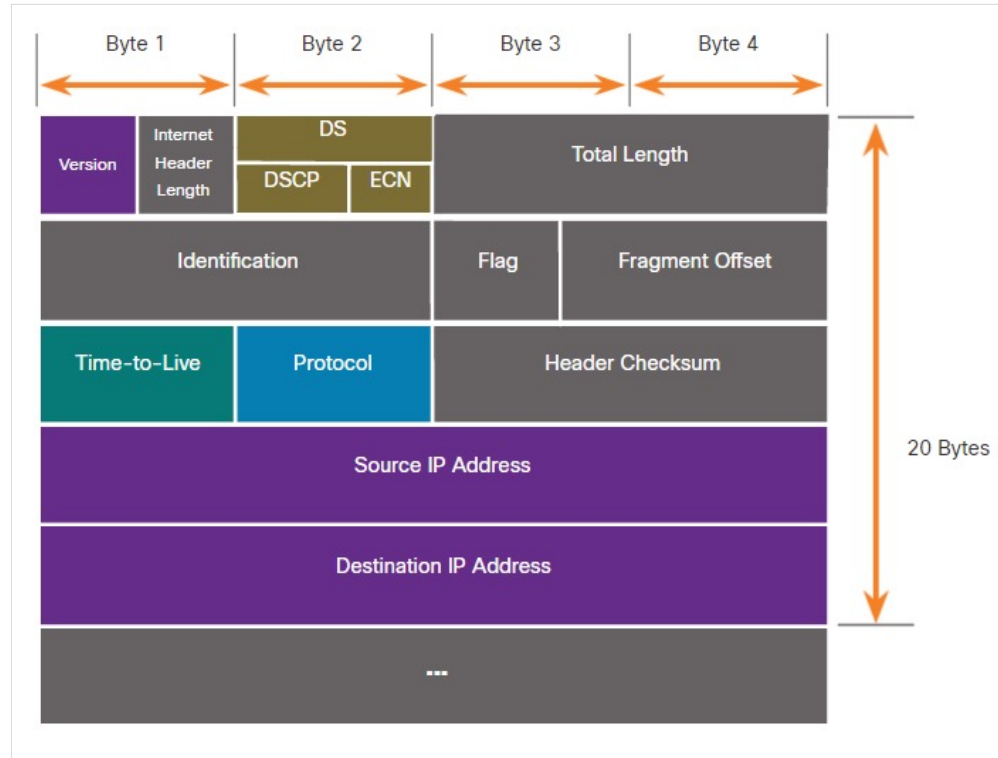 Byte 1
Byte 2
Byte 3
Byte 4
Version
Internet
Header
Length
DS
DSCP
ECN
Total Length
Identification
Flag
Fragment Offset
Time-to-Live
Protocol
Header Checksum
Source IP Address
20 Bytes
Destination IP Address
...